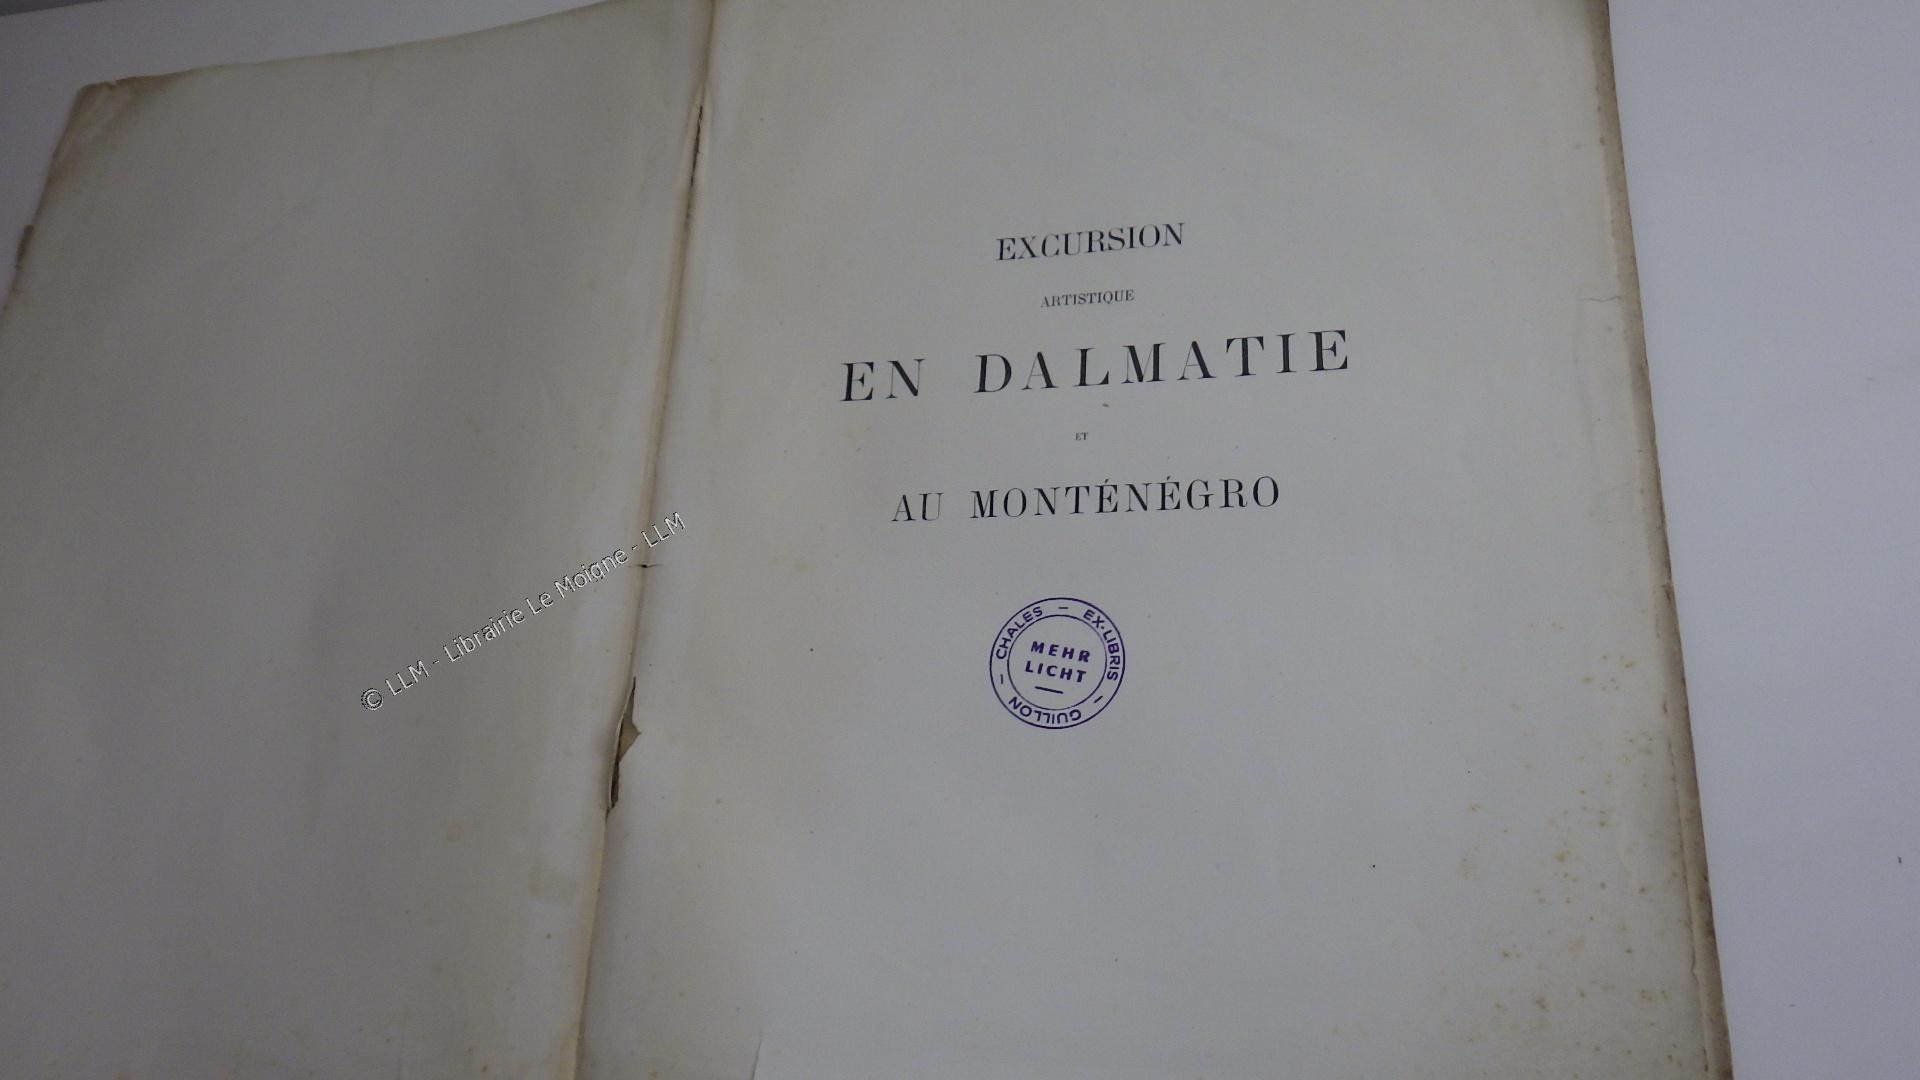 EXCURSION
ARTISTIQUE
EN DALMATIE
ET
AU MONTÉNÉGRO
CHALES — EX-LIBRIS — GUILLON —
MEHR
LICHT
© LLM - Librairie Le Moigne - LLM